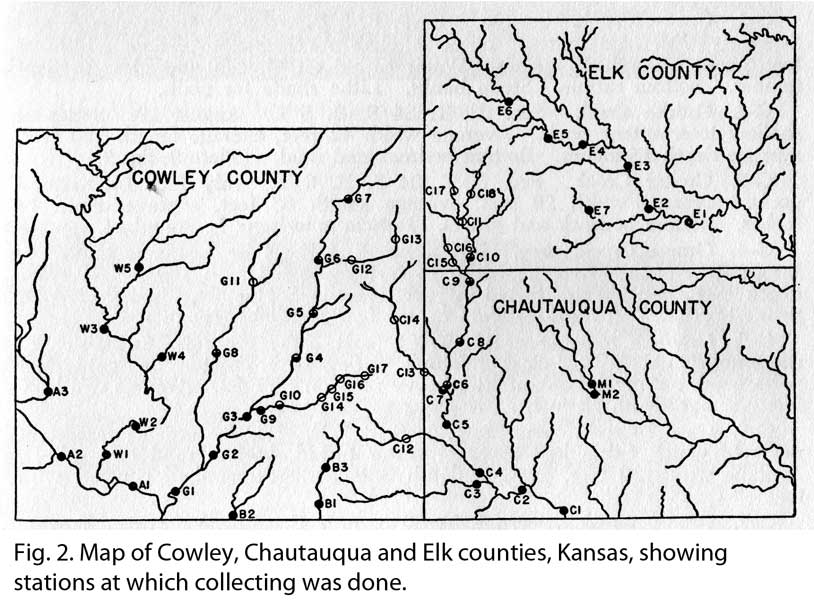 ELK COUNTY
E6
E5
E4
COWLEY COUNTY
E3
C17
C18
G7
E7
E2
E1
C11
G13
C16
W5
G6
G12
C15
C10
G11
C9
CHAUTAUQUA COUNTY
G5
C14
W3
C8
W4
G8
G4
C13
G17
C6
M1
A3
G16
C7
M2
G15
G10
G14
G3
G9
C5
W2
C12
A2
W1
G2
B3
C4
A1
G1
C3
C2
B2
B1
C1
Fig. 2. Map of Cowley, Chautauqua and Elk counties, Kansas, showing
stations at which collecting was done.